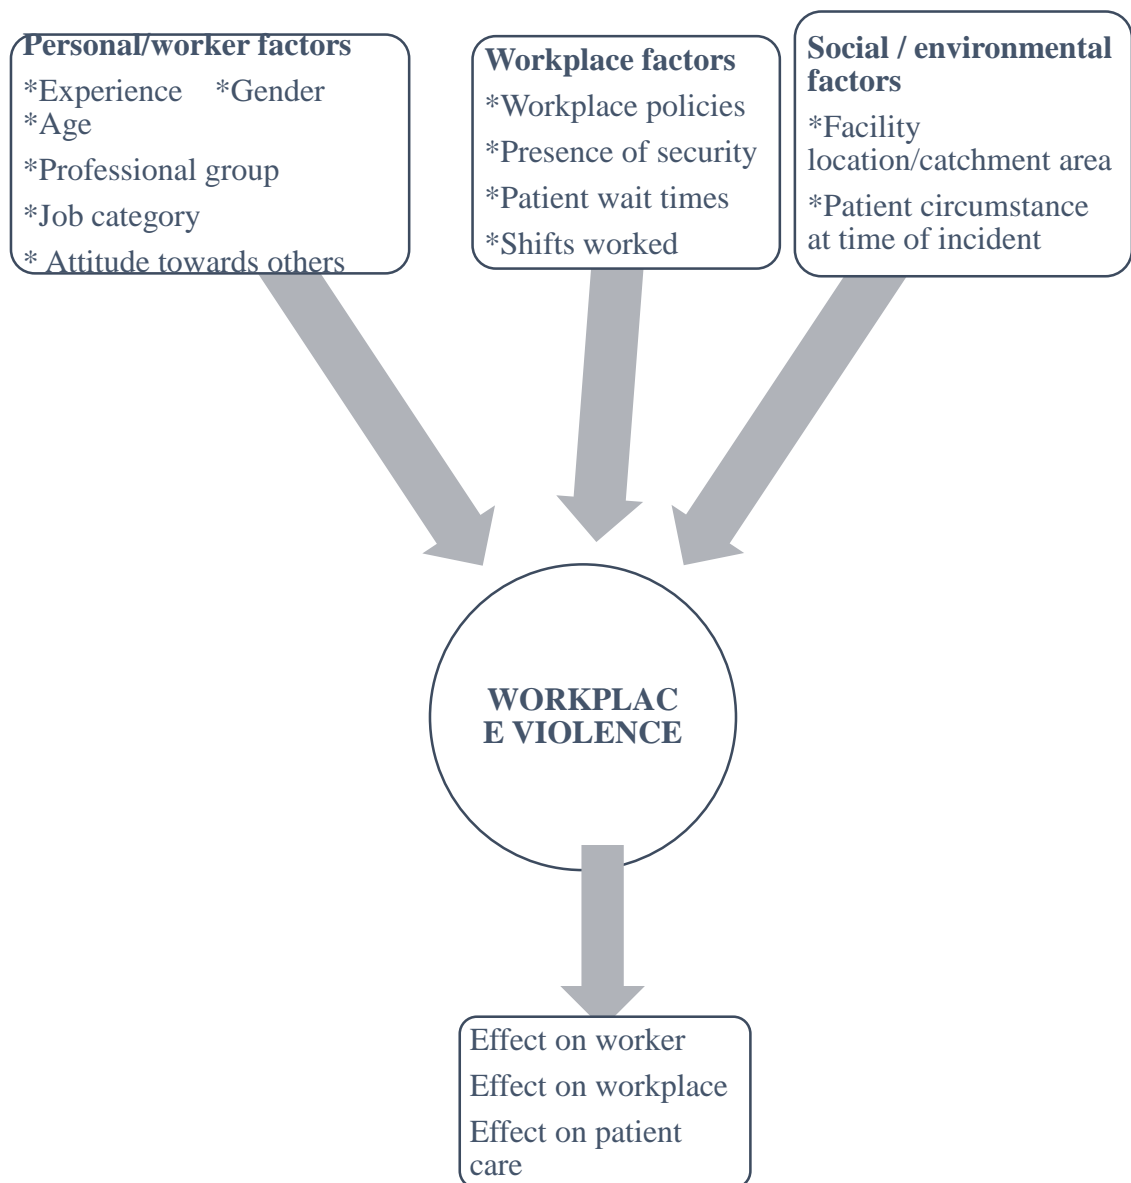 Personal/worker factors
*Experience *Gender
*Age
*Professional group
*Job category
* Attitude towards others
Workplace factors
*Workplace policies
*Presence of security
*Patient wait times
*Shifts worked
Social / environmental
factors
*Facility
location/catchment area
*Patient circumstance
at time of incident
WORKPLAC
E VIOLENCE
Effect on worker
Effect on workplace
Effect on patient
care